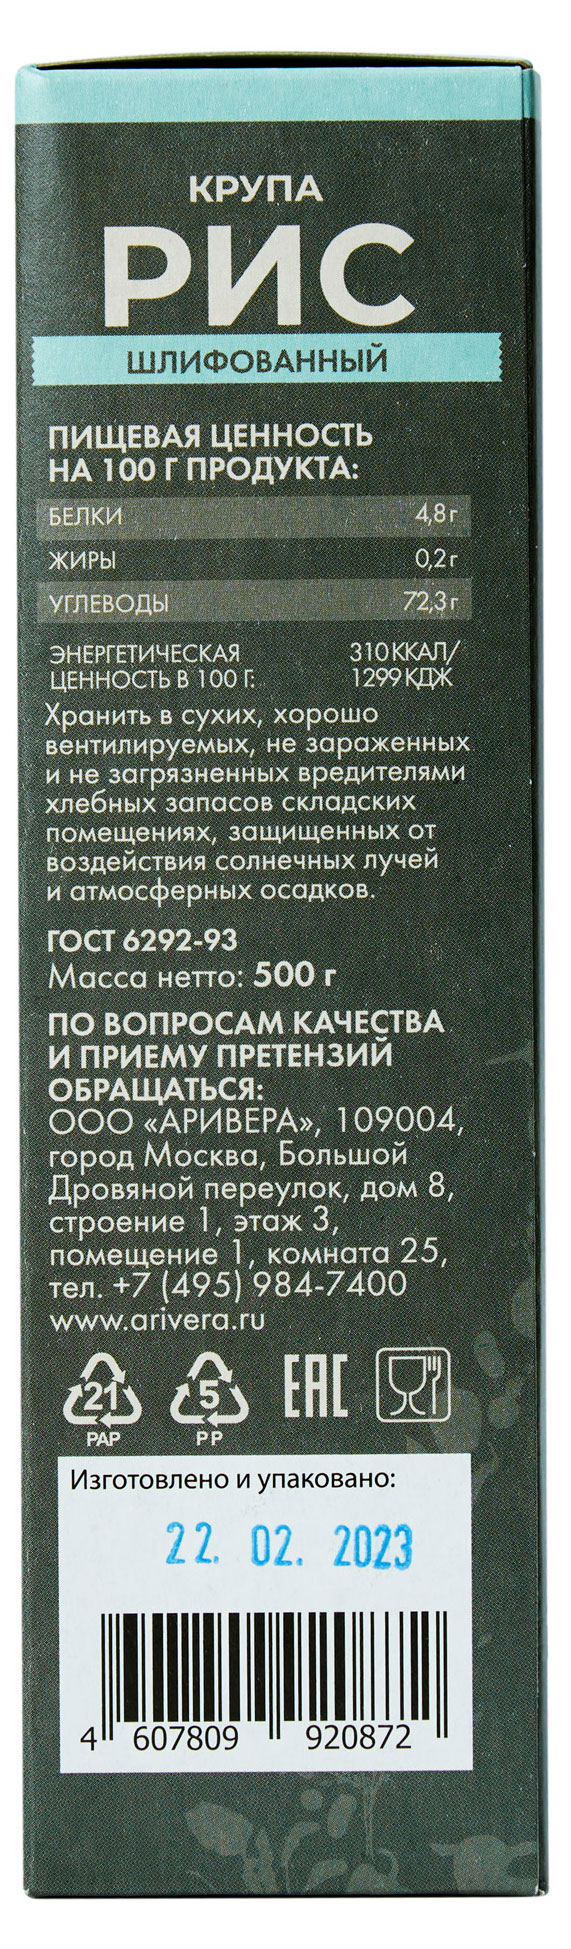 КРУПА
РИС
ШЛИФОВАННЫЙ
ПИЩЕВАЯ ЦЕННОСТЬ
НА 100 Г ПРОДУКТА:
БЕЛКИ 4,8 г
ЖИРЫ 0,2 г
УГЛЕВОДЫ 72,3 г
ЭНЕРГЕТИЧЕСКАЯ 310 ККАЛ/
ЦЕННОСТЬ В 100 Г: 1299 КДЖ
Хранить в сухих, хорошо
вентилируемых, не зараженных
и не загрязненных вредителями
хлебных запасов складских
помещениях, защищенных от
воздействия солнечных лучей
и атмосферных осадков.
ГОСТ 6292-93
Масса нетто: 500 г
ПО ВОПРОСАМ КАЧЕСТВА
И ПРИЕМУ ПРЕТЕНЗИЙ
ОБРАЩАТЬСЯ:
ООО «АРИВЕРА», 109004,
город Москва, Большой
Дровяной переулок, дом 8,
строение 1, этаж 3,
помещение 1, комната 25,
тел. +7 (495) 984-7400
www.arivera.ru
21 5 EAC
PAP PP
Изготовлено и упаковано:
22. 02. 2023
4 607809 920872